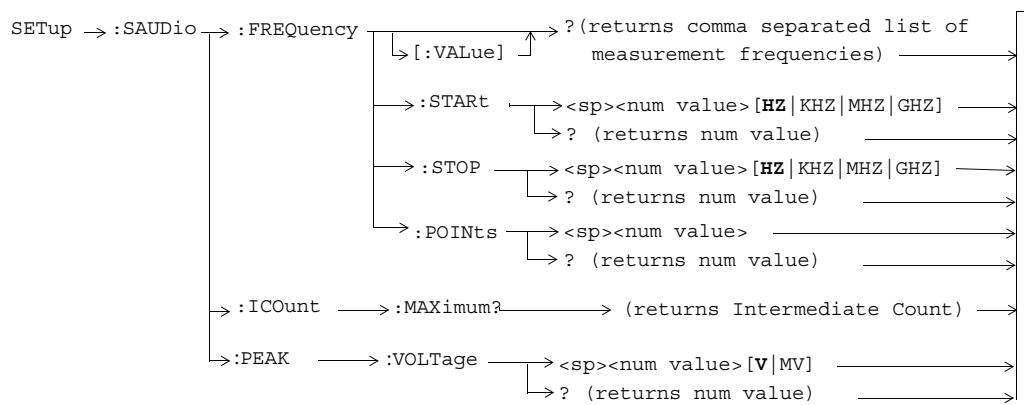 SETup :SAUDio :FREQuency ?(returns comma separated list of
[:VALue] measurement frequencies)
:STARt <sp><num value>[HZ|KHZ|MHZ|GHZ]
? (returns num value)
:STOP <sp><num value>[HZ|KHZ|MHZ|GHZ]
? (returns num value)
:POINts <sp><num value>
? (returns num value)
:ICOunt :MAXimum? (returns Intermediate Count)
:PEAK :VOLTage <sp><num value>[V|MV]
? (returns num value)